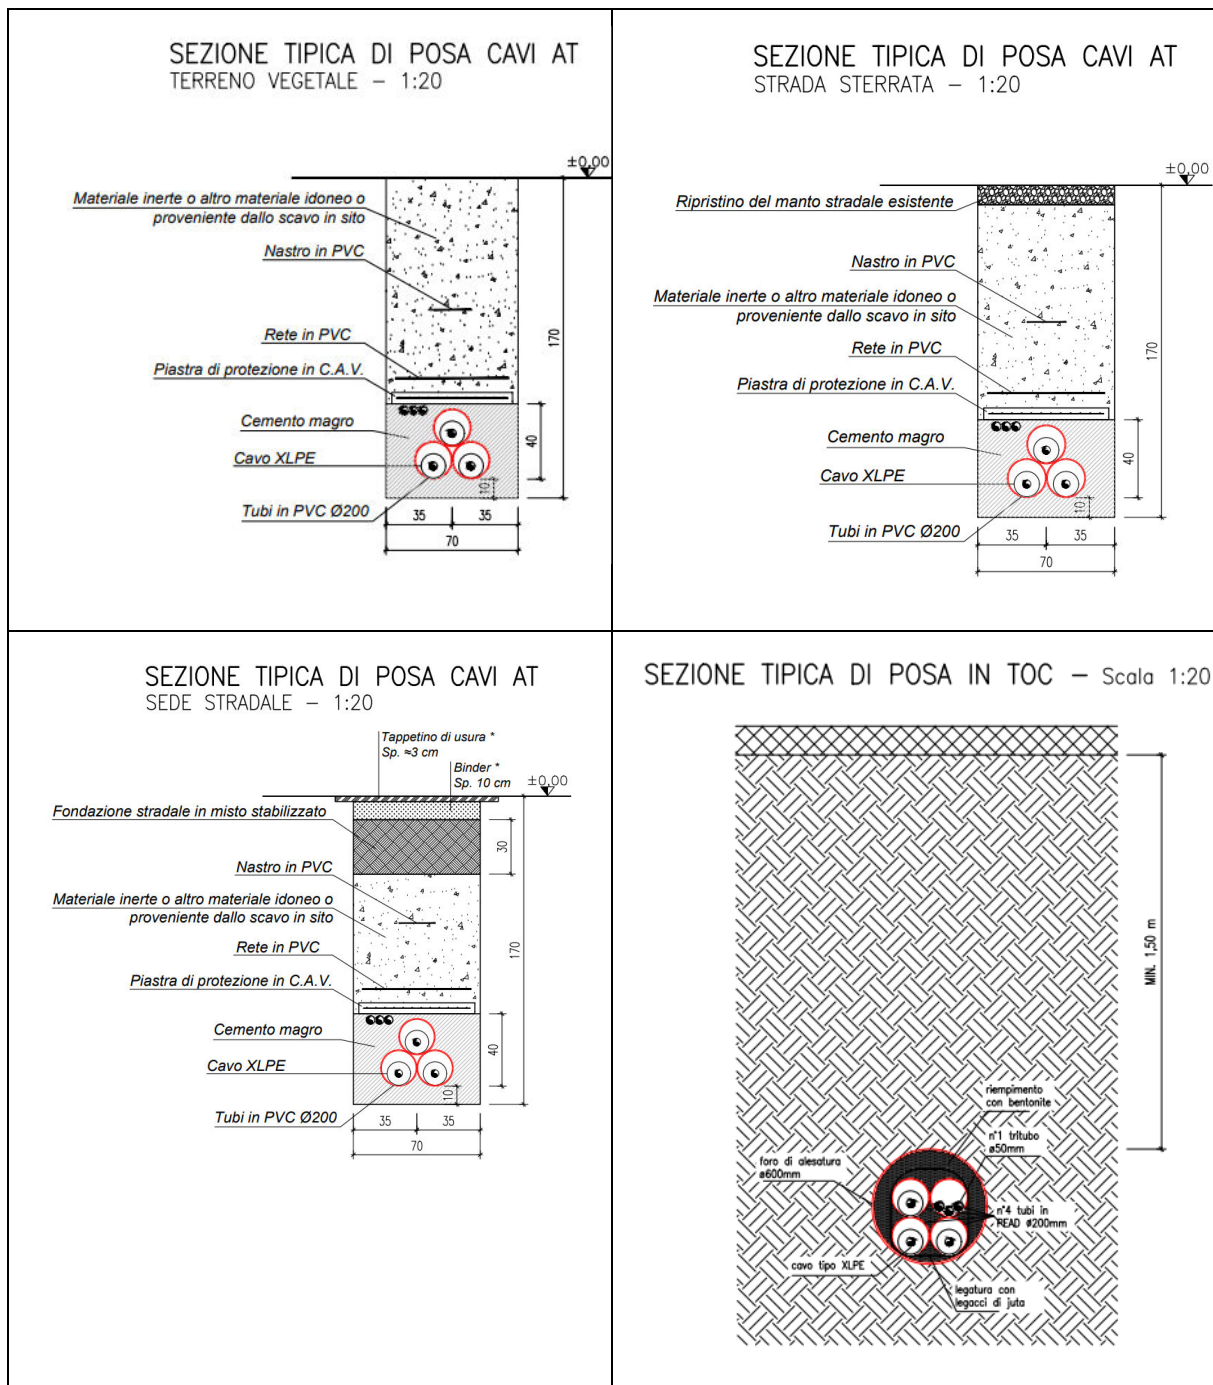 SEZIONE TIPICA DI POSA CAVI AT
TERRENO VEGETALE – 1:20
±0,00
Materiale inerte o altro materiale idoneo o
proveniente dallo scavo in sito
Nastro in PVC
Rete in PVC
Piastra di protezione in C.A.V.
Cemento magro
Cavo XLPE
Tubi in PVC Ø200
170
40
10
35
35
70
SEZIONE TIPICA DI POSA CAVI AT
STRADA STERRATA – 1:20
±0,00
Ripristino del manto stradale esistente
Nastro in PVC
Materiale inerte o altro materiale idoneo o
proveniente dallo scavo in sito
Rete in PVC
Piastra di protezione in C.A.V.
Cemento magro
Cavo XLPE
Tubi in PVC Ø200
170
40
10
35
35
70
SEZIONE TIPICA DI POSA CAVI AT
SEDE STRADALE – 1:20
Tappetino di usura *
Sp. ≈3 cm
Binder *
Sp. 10 cm
±0,00
Fondazione stradale in misto stabilizzato
Nastro in PVC
Materiale inerte o altro materiale idoneo o
proveniente dallo scavo in sito
Rete in PVC
Piastra di protezione in C.A.V.
Cemento magro
Cavo XLPE
Tubi in PVC Ø200
30
170
40
10
35
35
70
SEZIONE TIPICA DI POSA IN TOC – Scala 1:20
MIN. 1,50 m
riempimento
con bentonite
n°1 tritubo
ø50mm
foro di alesatura
ø600mm
n°4 tubi in
PEAD Ø200mm
cavo tipo XLPE
legatura con
legacci di juta